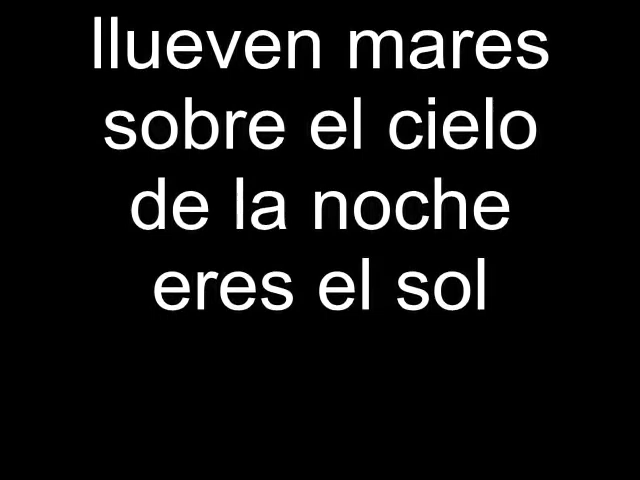 llueven mares
sobre el cielo
de la noche
eres el sol